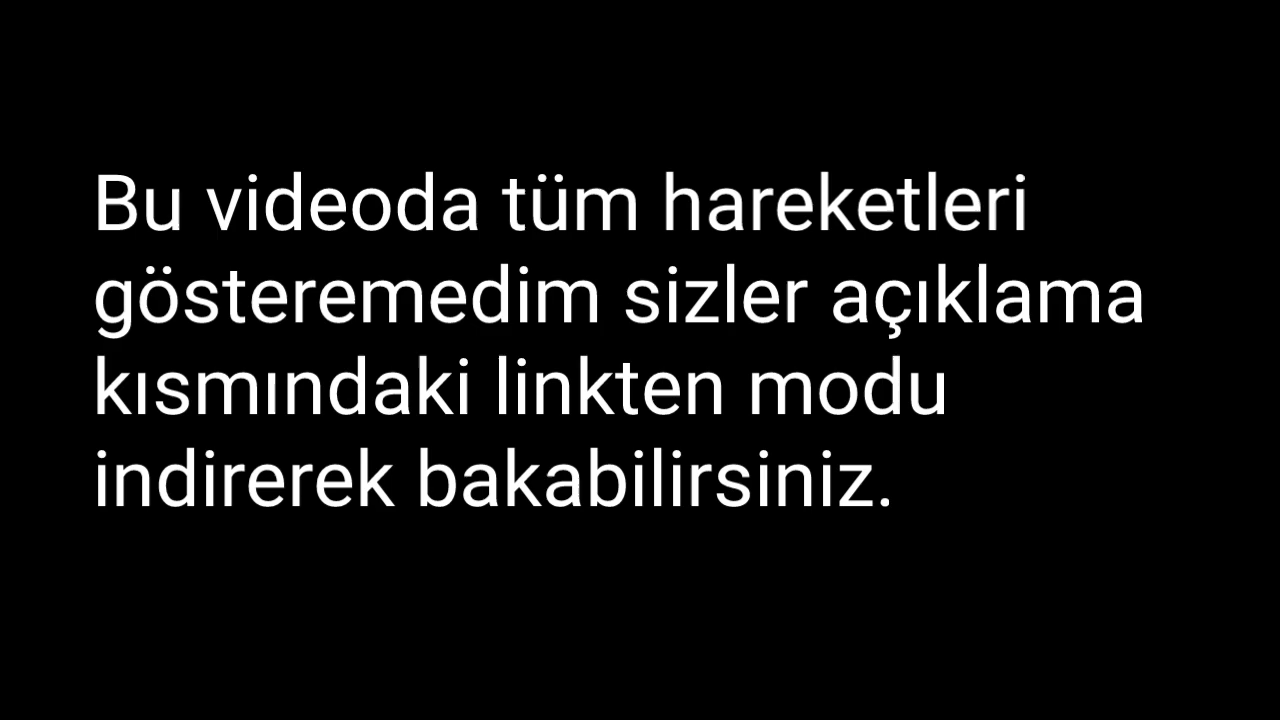 Bu videoda tüm hareketleri
gösteremedim sizler açıklama
kısmındaki linkten modu
indirerek bakabilirsiniz.